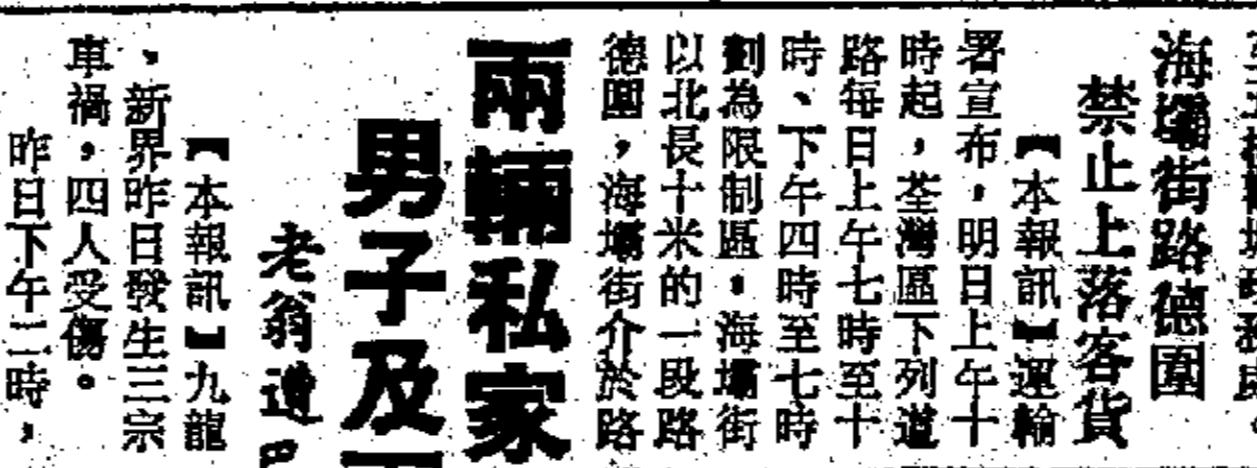 海壩街路德圍
禁止上落客貨
【本報訊】運輸
署宣布，明日上午十
時起，荃灣區下列道
路每日上午七時至十
時、下午四時至七時
劃為限制區。海壩街
以北長十米的一段路
德圍，海壩街介於路
兩輛私家
男子及
老翁遭
【本報訊】九龍
、新界昨日發生三宗
車禍，四人受傷。
昨日下午三時，